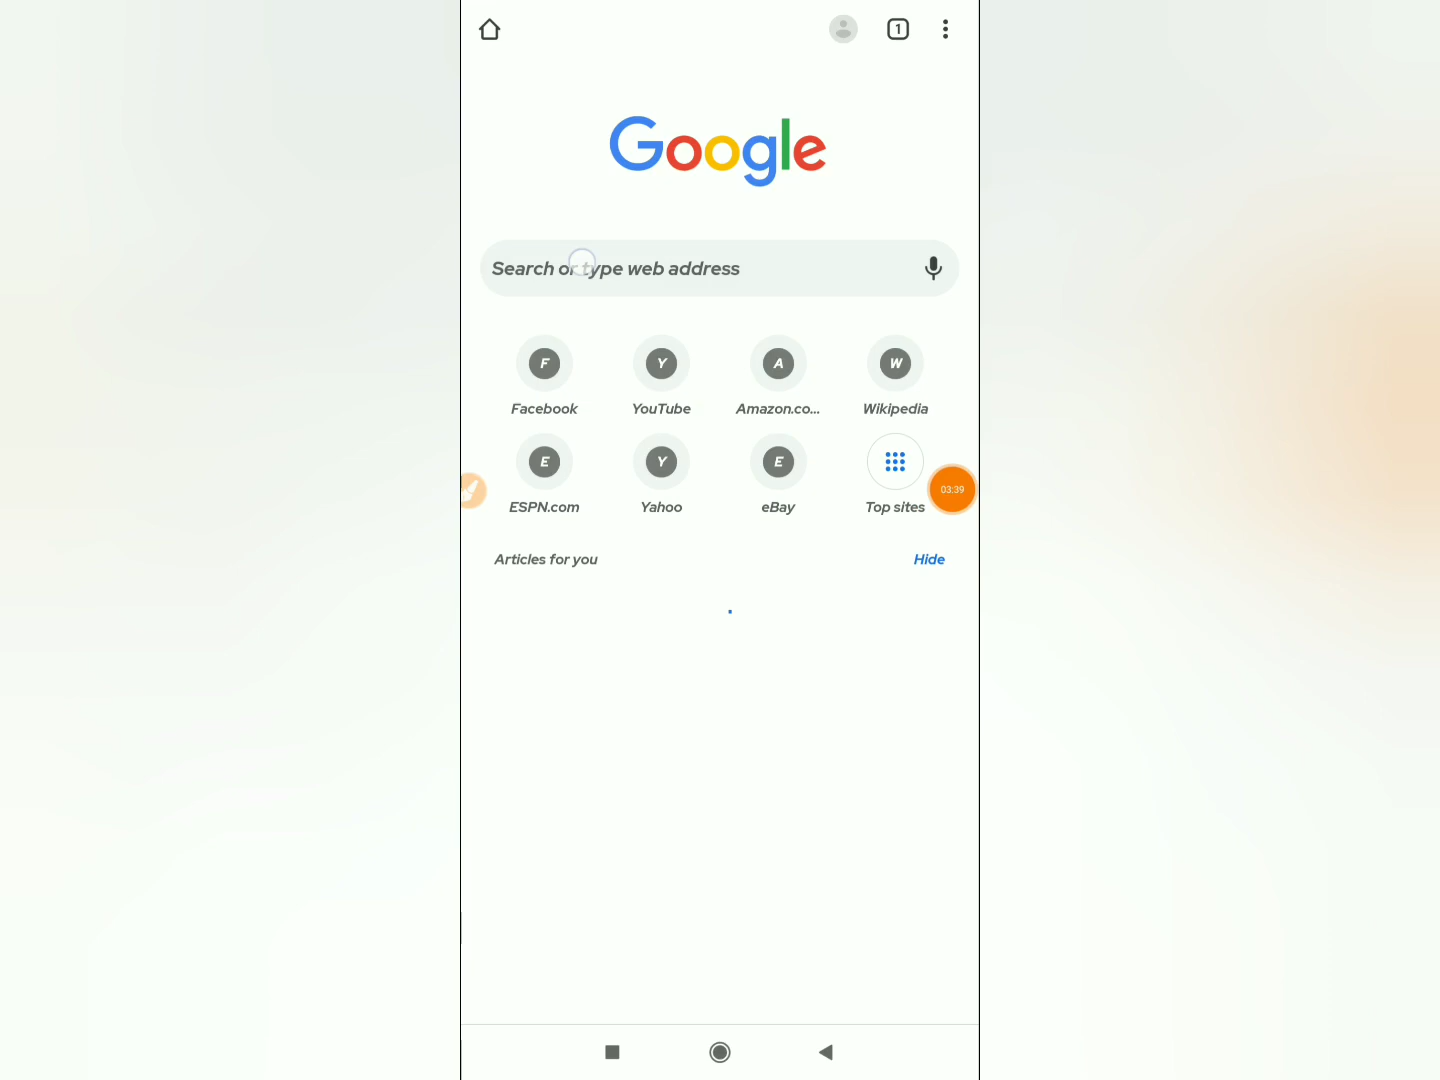 1
Google
Search or type web address
F Y A W
Facebook YouTube Amazon.co... Wikipedia
E Y E
03:39
ESPN.com Yahoo eBay Top sites
Articles for you Hide